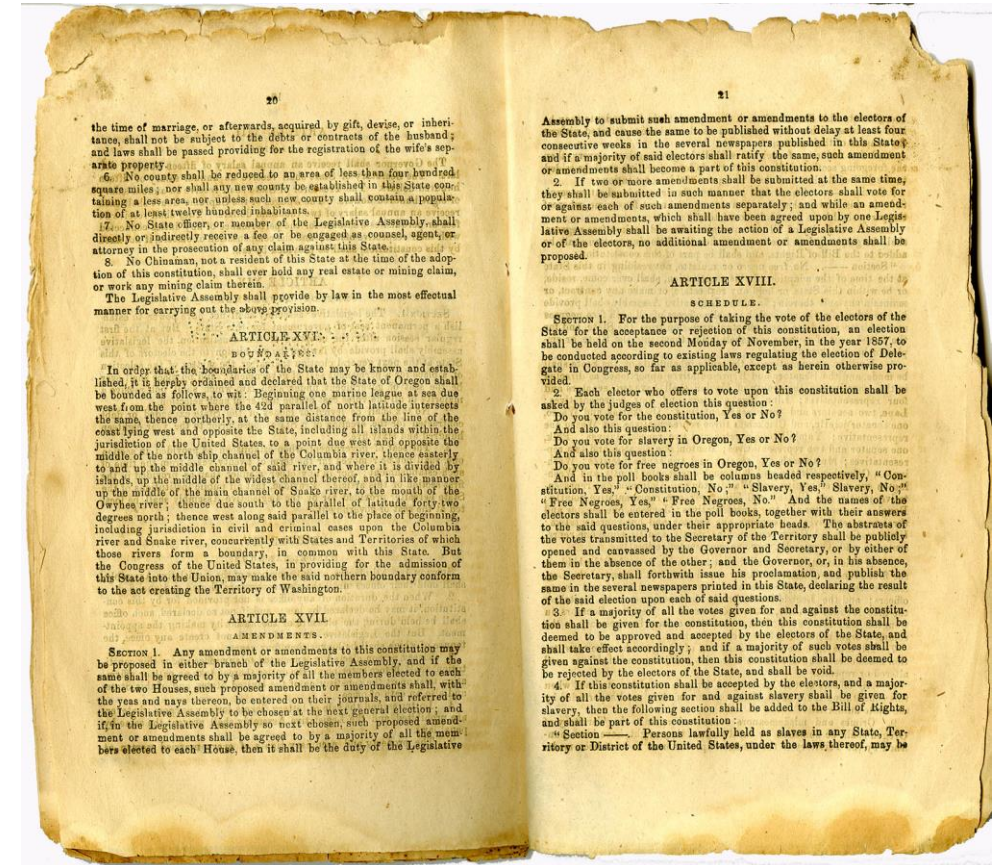 20
the time of marriage, or afterwards, acquired by gift, devise, or inheri-
tance, shall not be subject to the debts or contracts of the husband;
and laws shall be passed providing for the registration of the wife's sep-
arate property.
6. No county shall be reduced to an area of less than four hundred
square miles; nor shall any new county be established in this State con-
taining a less area, nor unless such new county shall contain a popula-
tion of at least twelve hundred inhabitants.
7. No State officer, or member of the Legislative Assembly, shall
directly or indirectly receive a fee or be engaged as counsel, agent, or
attorney in the prosecution of any claim against this State.
8. No Chinaman, not a resident of this State at the time of the adop-
tion of this constitution, shall ever hold any real estate or mining claim,
or work any mining claim therein.
The Legislative Assembly shall provide by law in the most effectual
manner for carrying out the above provision.
ARTICLE XVI.
BOUNDARIES.
In order that the boundaries of the State may be known and estab-
lished, it is hereby ordained and declared that the State of Oregon shall
be bounded as follows, to wit: Beginning one marine league at sea due
west from the point where the 42d parallel of north latitude intersects
the same, thence northerly, at the same distance from the line of the
coast lying west and opposite the State, including all islands within the
jurisdiction of the United States, to a point due west and opposite the
middle of the north ship channel of the Columbia river, thence easterly
to and up the middle channel of said river, and where it is divided by
islands, up the middle of the widest channel thereof, and in like manner
up the middle of the main channel of Snake river, to the mouth of the
Owyhee river; thence due south to the parallel of latitude forty-two
degrees north; thence west along said parallel to the place of beginning,
including jurisdiction in civil and criminal cases upon the Columbia
river and Snake river, concurrently with States and Territories of which
those rivers form a boundary, in common with this State. But
the Congress of the United States, in providing for the admission of
this State into the Union, may make the said northern boundary conform
to the act creating the Territory of Washington.
ARTICLE XVII
AMENDMENTS.
SECTION 1. Any amendment or amendments to this constitution may
be proposed in either branch of the Legislative Assembly, and if the
same shall be agreed to by a majority of all the members elected to each
of the two Houses, such proposed amendment or amendments shall, with
the yeas and nays thereon, be entered on their journals, and referred to
the Legislative Assembly to be chosen at the next general election; and
if, in the Legislative Assembly so next chosen, such proposed amend-
ment or amendments shall be agreed to by a majority of all the mem
bers elected to each House, then it shall be the duty of the Legislative
21
Assembly to submit such amendment or amendments to the electors of
the State, and cause the same to be published without delay at least four
consecutive weeks in the several newspapers published in this State;
and if a majority of said electors shall ratify the same, such amendment
or amendments shall become a part of this constitution.
2. If two or more amendments shall be submitted at the same time,
they shall be submitted in such manner that the electors shall vote for
or against each of such amendments separately; and while an amend-
ment or amendments, which shall have been agreed upon by one Legis-
lative Assembly shall be awaiting the action of a Legislative Assembly
or of the electors, no additional amendment or amendments shall be
proposed.
ARTICLE XVIII.
SCHEDULE.
SECTION 1. For the purpose of taking the vote of the electors of the
State for the acceptance or rejection of this constitution, an election
shall be held on the second Monday of November, in the year 1857, to
be conducted according to existing laws regulating the election of Dele-
gate in Congress, so far as applicable, except as herein otherwise pro-
vided.
2. Each elector who offers to vote upon this constitution shall be
asked by the judges of election this question:
Do you vote for the constitution, Yes or No?
And also this question:
Do you vote for slavery in Oregon, Yes or No?
And also this question:
Do you vote for free negroes in Oregon, Yes or No?
And in the poll books shall be columns headed respectively, "Con-
stitution, Yes," "Constitution, No;" "Slavery, Yes," Slavery, No;"
"Free Negroes, Yes," "Free Negroes, No." And the names of the
electors shall be entered in the poll books, together with their answers
to the said questions, under their appropriate heads. The abstracts of
the votes transmitted to the Secretary of the Territory shall be publicly
opened and canvassed by the Governor and Secretary, or by either of
them in the absence of the other; and the Governor, or, in his absence,
the Secretary, shall forthwith issue his proclamation, and publish the
same in the several newspapers printed in this State, declaring the result
of the said election upon each of said questions.
3. If a majority of all the votes given for and against the constitu-
tion shall be given for the constitution, then this constitution shall be
deemed to be approved and accepted by the electors of the State, and
shall take effect accordingly; and if a majority of such votes shall be
given against the constitution, then this constitution shall be deemed to
be rejected by the electors of the State, and shall be void.
4. If this constitution shall be accepted by the electors, and a major-
ity of all the votes given for and against slavery shall be given for
slavery, then the following section shall be added to the Bill of Rights,
and shall be part of this constitution:
"Section ——. Persons lawfully held as slaves in any State, Ter-
ritory or District of the United States, under the laws thereof, may be